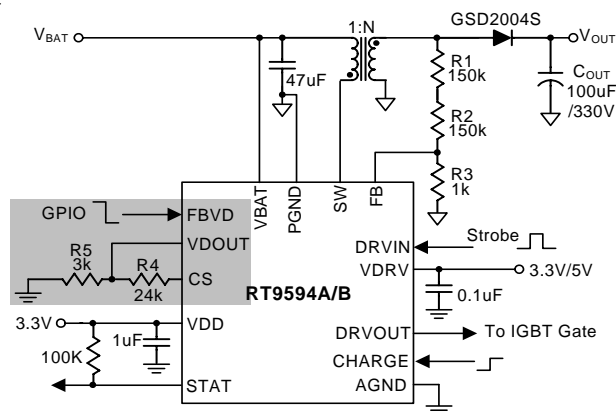 GSD2004S
1:N
VBAT
VOUT
47uF
R1
150k
COUT
100uF
/330V
R2
150k
R3
1k
VBAT
PGND
SW
FB
GPIO
FBVD
VDOUT
R5
3k
R4
24k
CS
DRVIN
Strobe
VDRV
3.3V/5V
RT9594A/B
0.1uF
3.3V
VDD
1uF
DRVOUT
To IGBT Gate
100K
CHARGE
STAT
AGND